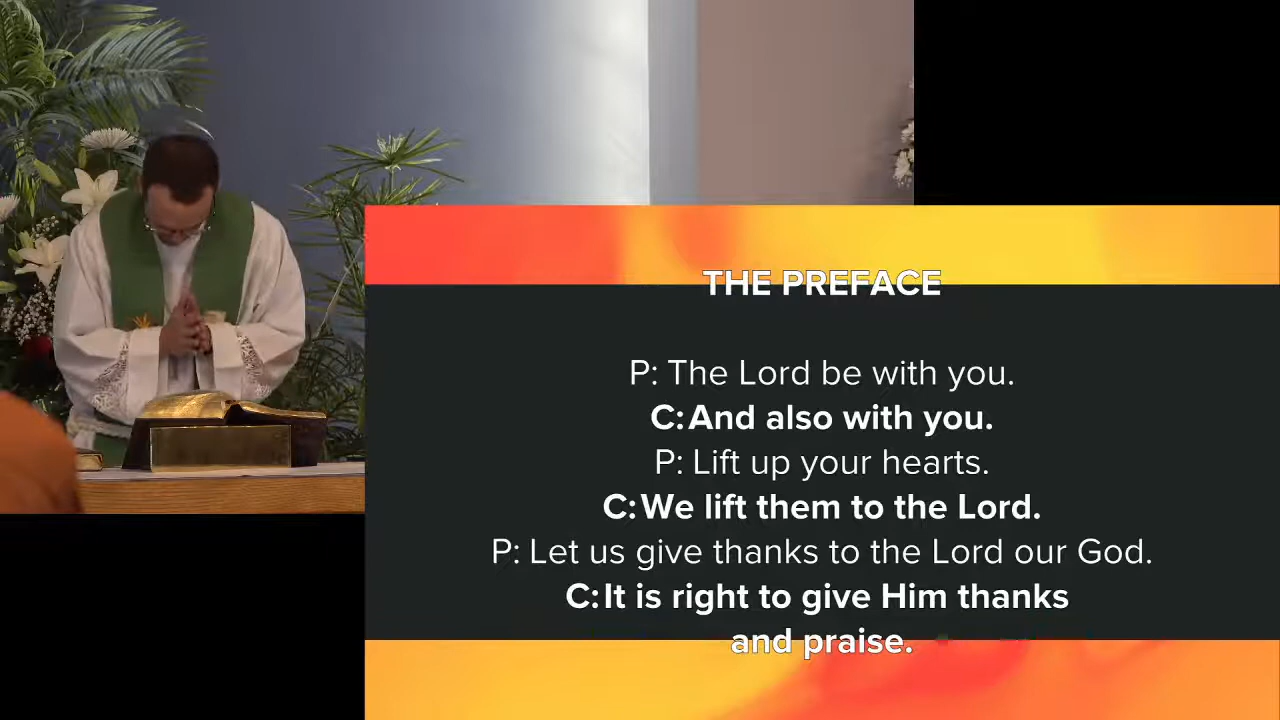 THE PREFACE
P: The Lord be with you.
C: And also with you.
P: Lift up your hearts.
C: We lift them to the Lord.
P: Let us give thanks to the Lord our God.
C: It is right to give Him thanks
and praise.